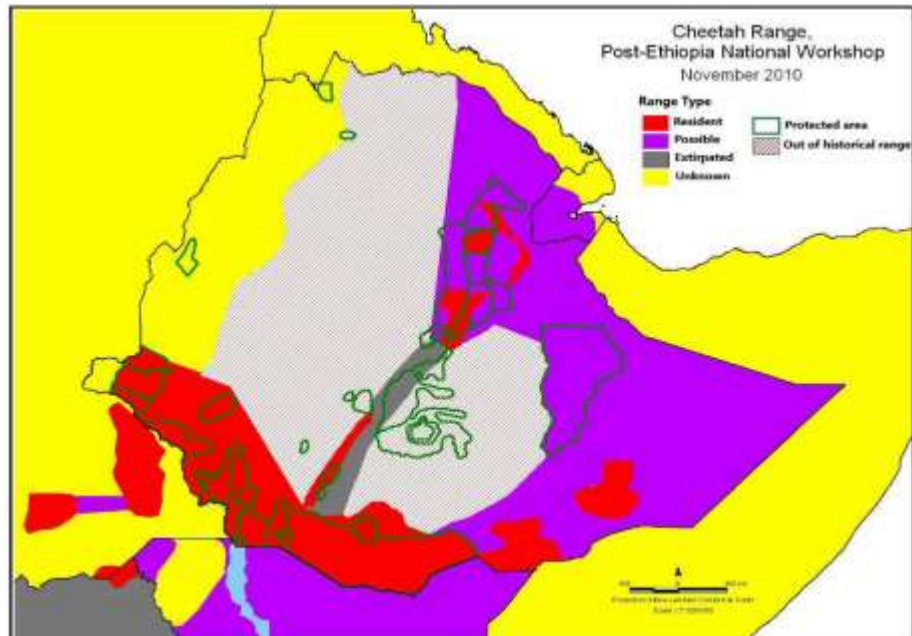 Cheetah Range,
Post-Ethiopia National Workshop
November 2010
Range Type
Resident
Possible
Extirpated
Unknown
Protected area
Out of historical range